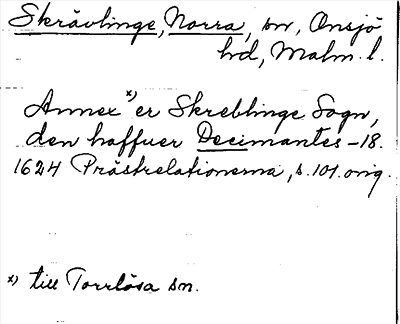 Skrävlinge, Norra, sn, Onsjö
hd, Malm. l.
Annex x) er Skreblinge Sogn,
den haffuer Decimantes - 18.
1624 Prästrelationerna, s. 101. orig.
x) till Torrlösa sn.